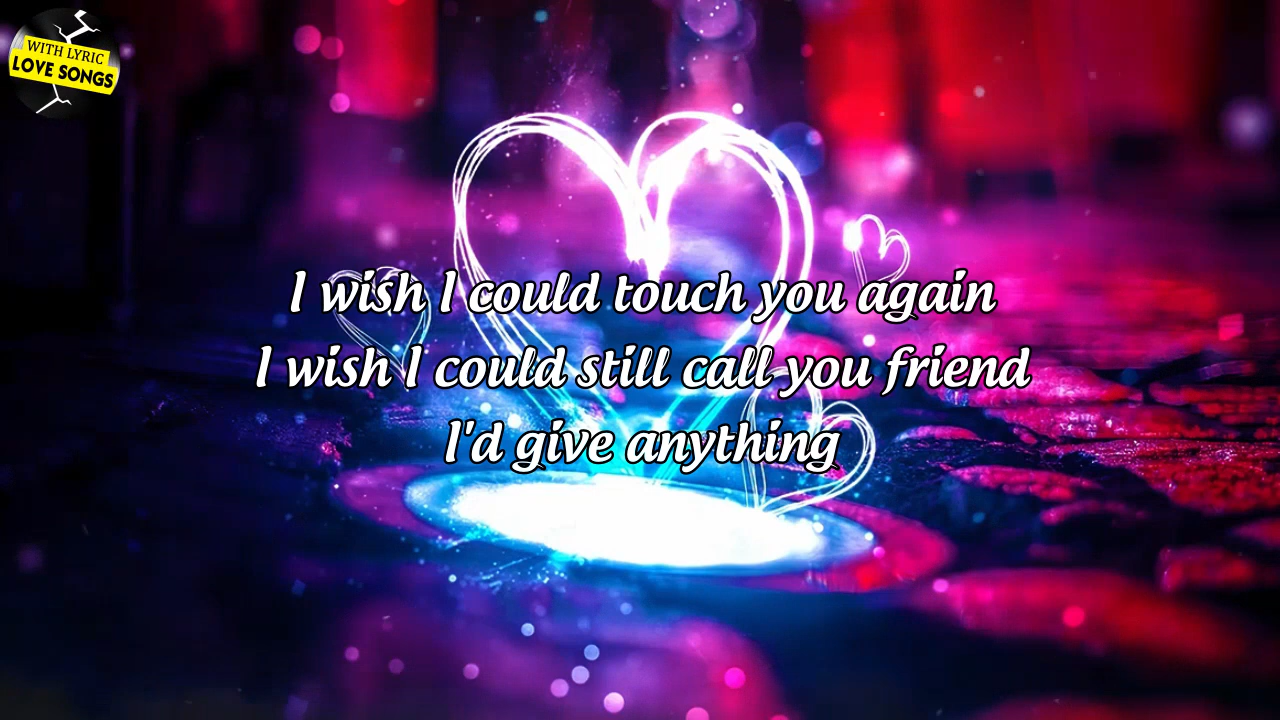 WITH LYRIC
LOVE SONGS
I wish I could touch you again
I wish I could still call you friend
I'd give anything